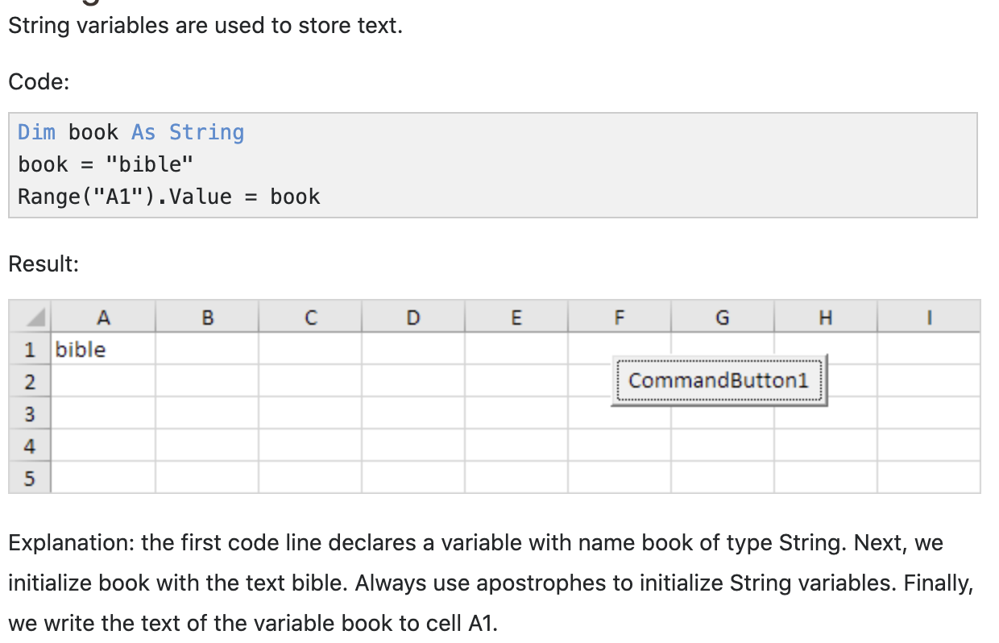 String variables are used to store text.
Code:
Dim book As String
book = "bible"
Range("A1").Value = book
Result:
A B C D E F G H I
1 bible
CommandButton1
2
3
4
5
Explanation: the first code line declares a variable with name book of type String. Next, we
initialize book with the text bible. Always use apostrophes to initialize String variables. Finally,
we write the text of the variable book to cell A1.